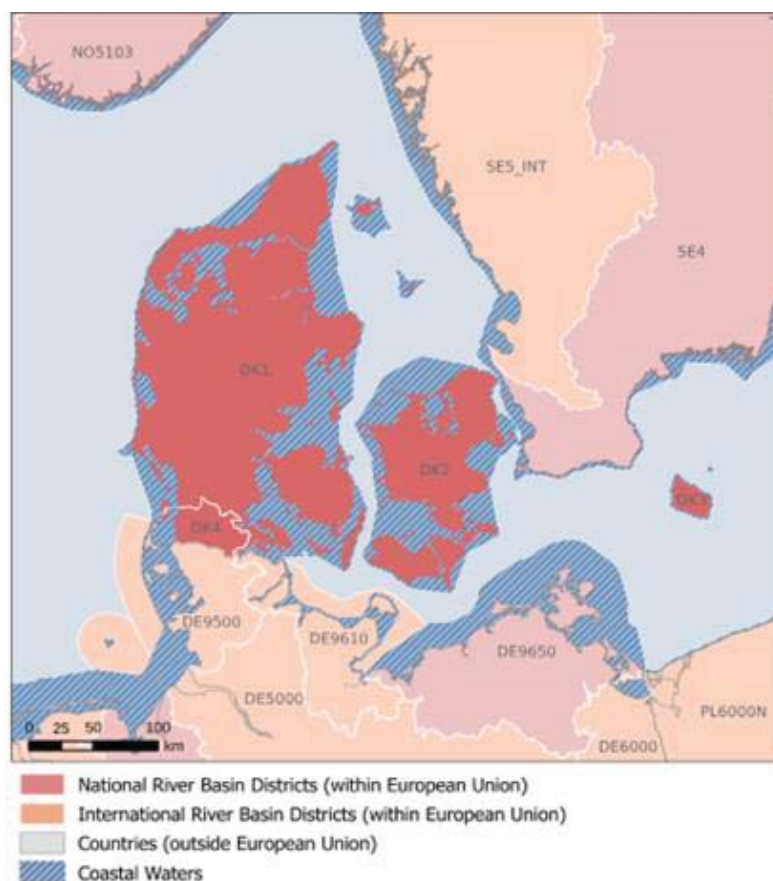 NO5103
SE5_INT
SE4
DK1
DK2
DK3
DK4
DE9500
DE9610
DE9650
DE5000
PL6000N
DE6000
0 25 50 100
km
National River Basin Districts (within European Union)
International River Basin Districts (within European Union)
Countries (outside European Union)
Coastal Waters